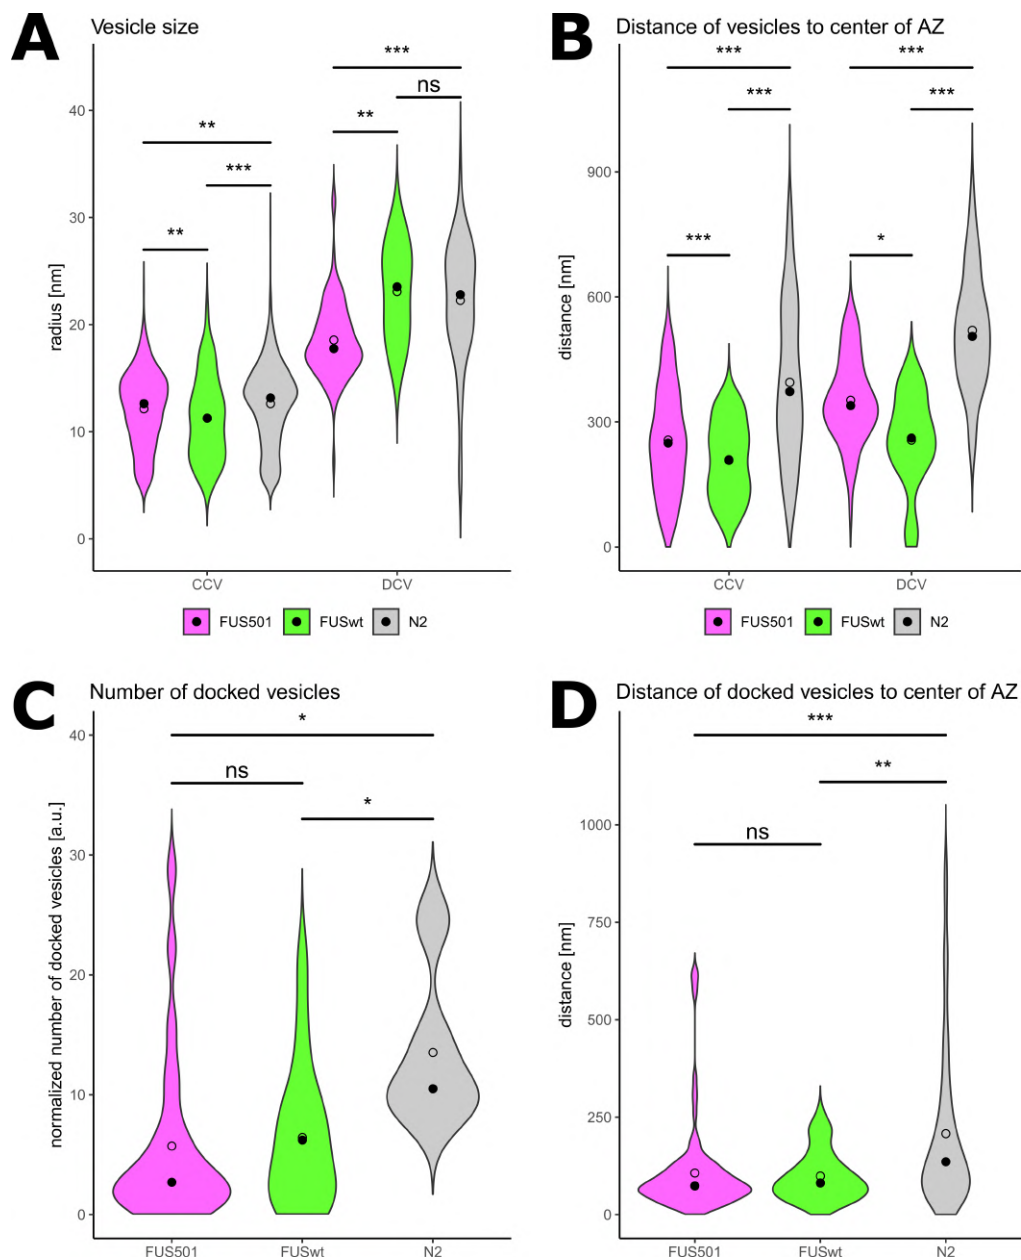 A Vesicle size
***
ns
**
**
***
**
40
30
20
10
0
radius [nm]
CCV DCV
FUS501 FUSwt N2
B Distance of vesicles to center of AZ
*** ***
*** ***
*** *
900
600
300
0
distance [nm]
CCV DCV
FUS501 FUSwt N2
C Number of docked vesicles
*
ns
*
40
30
20
10
0
normalized number of docked vesicles [a.u.]
FUS501 FUSwt N2
D Distance of docked vesicles to center of AZ
***
**
ns
1000
750
500
250
0
distance [nm]
FUS501 FUSwt N2